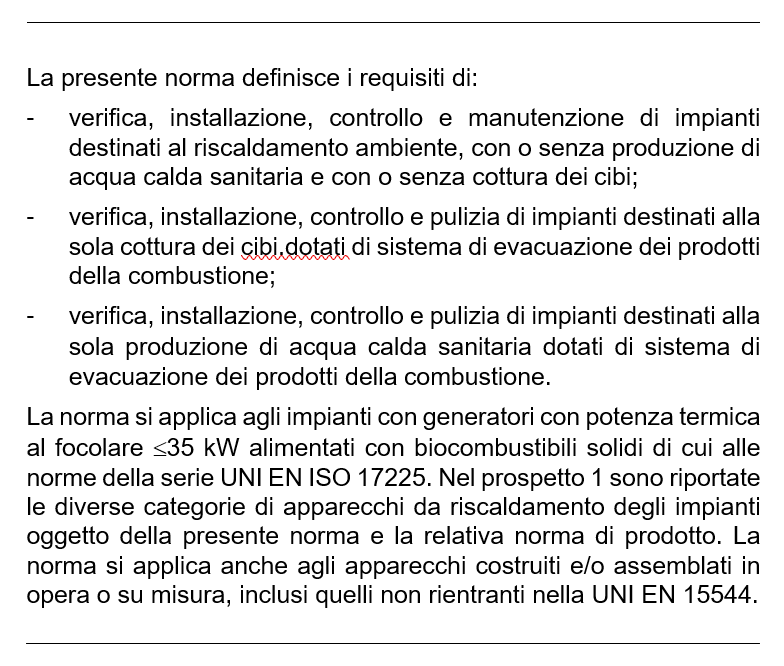 La presente norma definisce i requisiti di:
- verifica, installazione, controllo e manutenzione di impianti
destinati al riscaldamento ambiente, con o senza produzione di
acqua calda sanitaria e con o senza cottura dei cibi;
- verifica, installazione, controllo e pulizia di impianti destinati alla
sola cottura dei cibi,dotati di sistema di evacuazione dei prodotti
della combustione;
- verifica, installazione, controllo e pulizia di impianti destinati alla
sola produzione di acqua calda sanitaria dotati di sistema di
evacuazione dei prodotti della combustione.
La norma si applica agli impianti con generatori con potenza termica
al focolare ≤35 kW alimentati con biocombustibili solidi di cui alle
norme della serie UNI EN ISO 17225. Nel prospetto 1 sono riportate
le diverse categorie di apparecchi da riscaldamento degli impianti
oggetto della presente norma e la relativa norma di prodotto. La
norma si applica anche agli apparecchi costruiti e/o assemblati in
opera o su misura, inclusi quelli non rientranti nella UNI EN 15544.